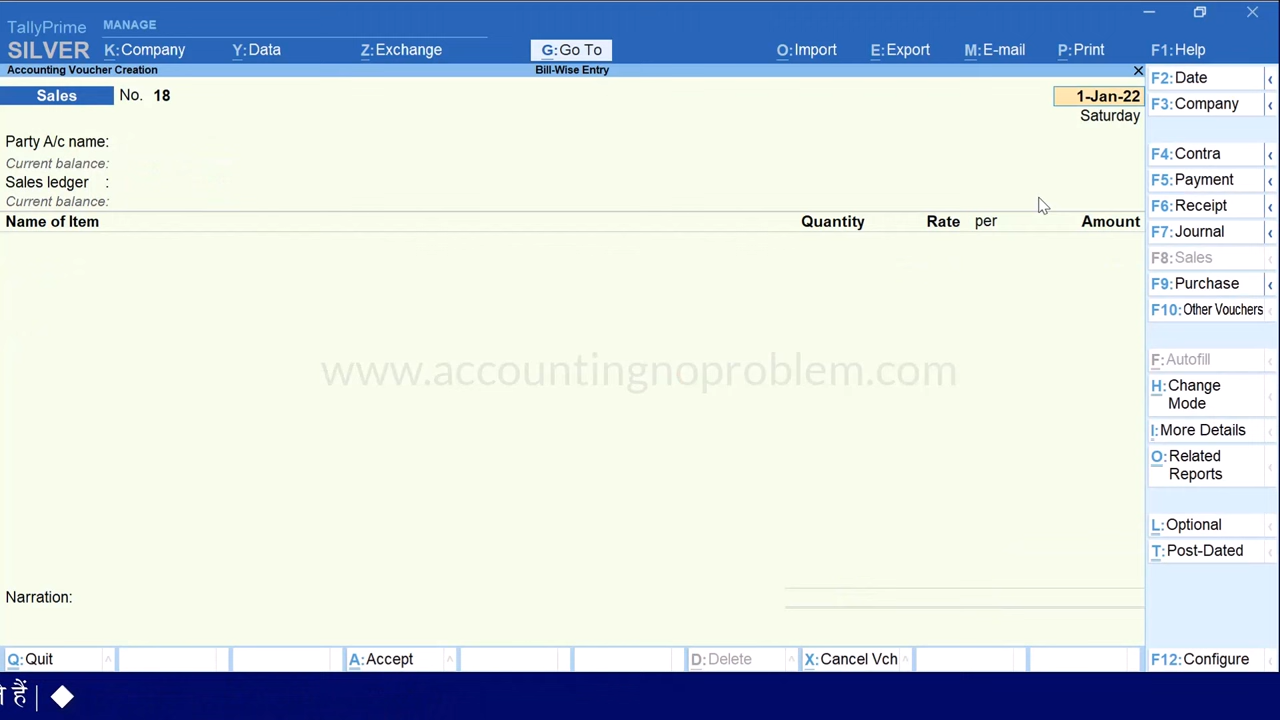 TallyPrime MANAGE
SILVER K:Company Y:Data Z:Exchange G:Go To O:Import E:Export M:E-mail P:Print F1:Help
Accounting Voucher Creation Bill-Wise Entry
Sales No. 18 1-Jan-22
Saturday
Party A/c name:
Current balance:
Sales ledger :
Current balance:
Name of Item Quantity Rate per Amount
www.accountingnoproblem.com
Narration:
F2:Date
F3:Company
F4:Contra
F5:Payment
F6:Receipt
F7:Journal
F8:Sales
F9:Purchase
F10:Other Vouchers
F:Autofill
H:Change
Mode
I:More Details
O:Related
Reports
L:Optional
T:Post-Dated
Q:Quit A:Accept D:Delete X:Cancel Vch F12:Configure
हैं |